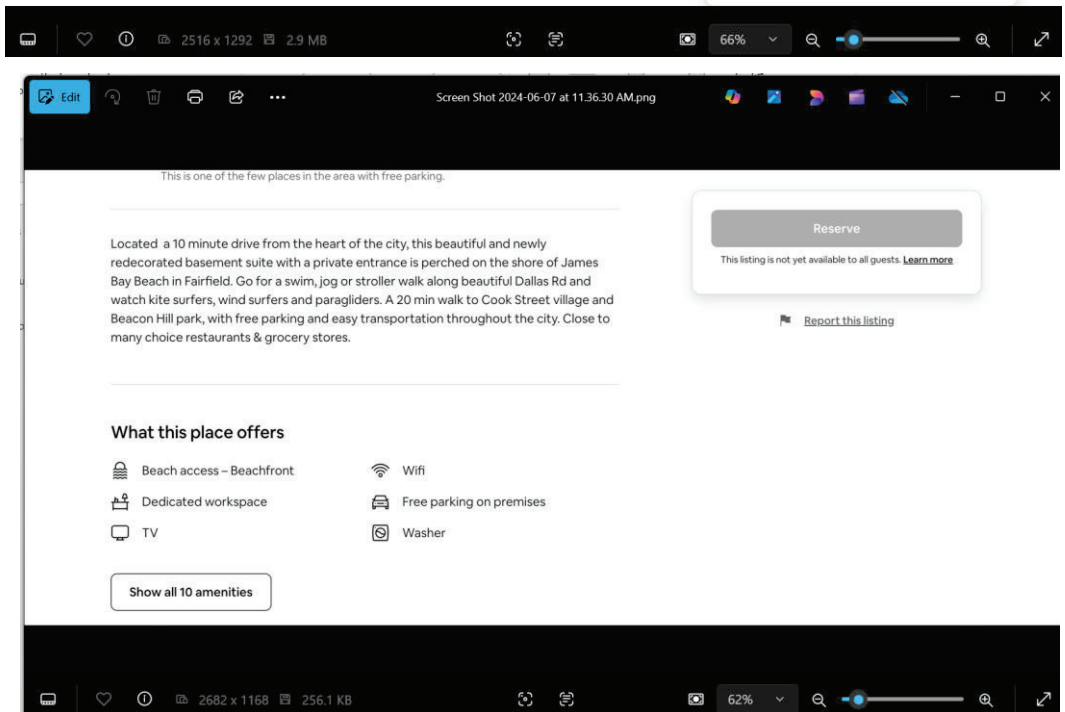 2516 x 1292 2.9 MB 66%
Edit Screen Shot 2024-06-07 at 11.36.30 AM.png
This is one of the few places in the area with free parking.
Located a 10 minute drive from the heart of the city, this beautiful and newly
redecorated basement suite with a private entrance is perched on the shore of James
Bay Beach in Fairfield. Go for a swim, jog or stroller walk along beautiful Dallas Rd and
watch kite surfers, wind surfers and paragliders. A 20 min walk to Cook Street village and
Beacon Hill park, with free parking and easy transportation throughout the city. Close to
many choice restaurants & grocery stores.
Reserve
This listing is not yet available to all guests. Learn more
Report this listing
What this place offers
Beach access – Beachfront
Wifi
Dedicated workspace
Free parking on premises
TV
Washer
Show all 10 amenities
2682 x 1168 256.1 KB 62%